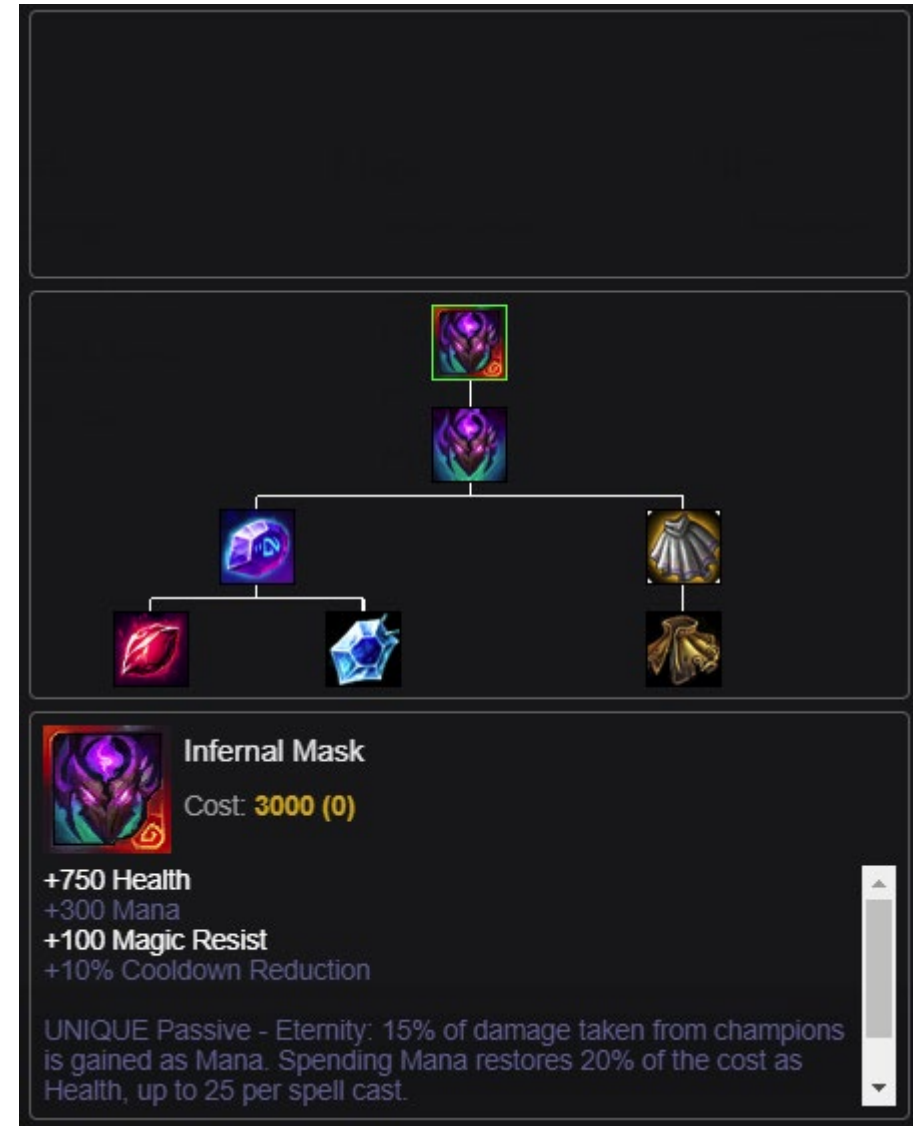 Infernal Mask
Cost: 3000 (0)
+750 Health
+300 Mana
+100 Magic Resist
+10% Cooldown Reduction
UNIQUE Passive - Eternity: 15% of damage taken from champions
is gained as Mana. Spending Mana restores 20% of the cost as
Health, up to 25 per spell cast.